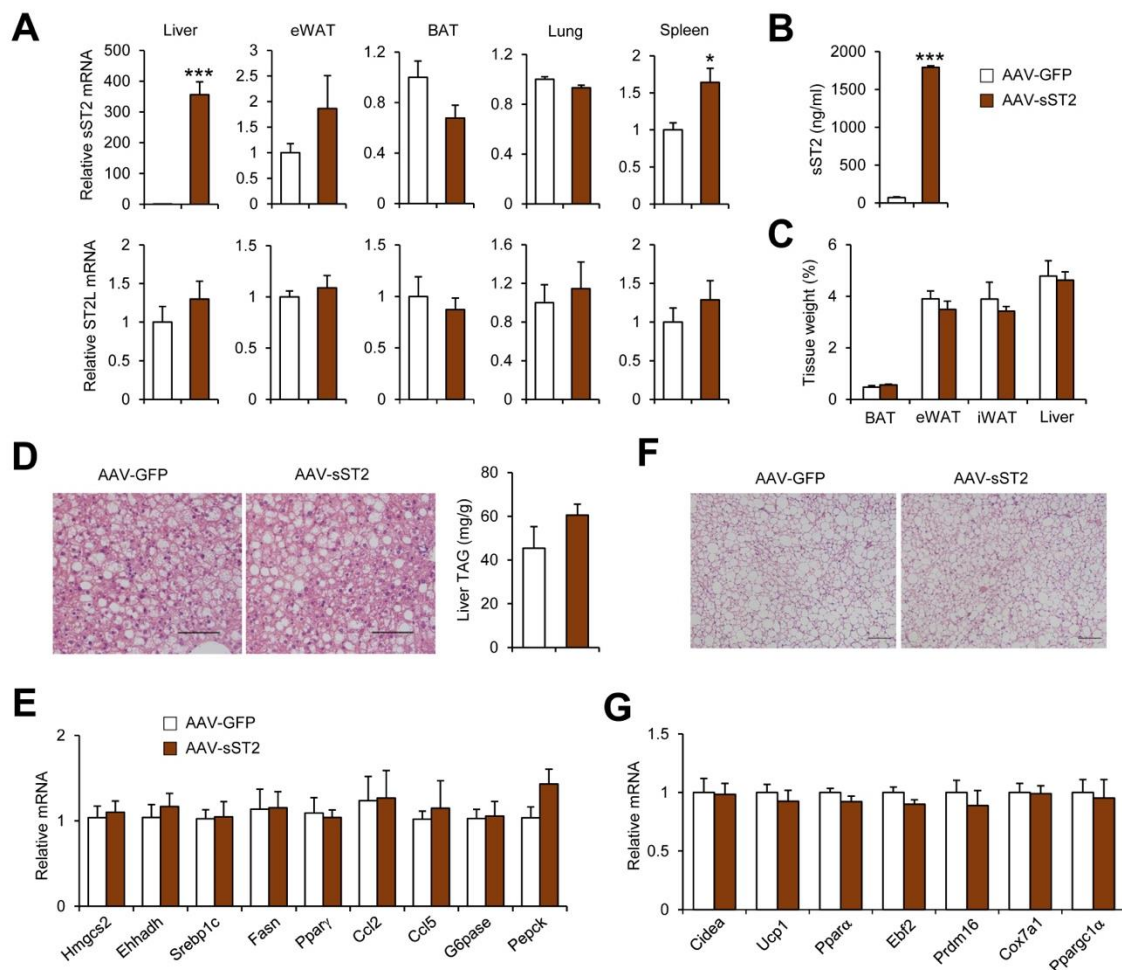 A
Liver
eWAT
BAT
Lung
Spleen
Relative sST2 mRNA
500
400
300
200
100
0
***
3
2.5
2
1.5
1
0.5
0
1.2
0.8
0.4
0
1.2
0.8
0.4
0
2
1.5
1
0.5
0
*
Relative ST2L mRNA
2
1.5
1
0.5
0
1.5
1
0.5
0
1.5
1
0.5
0
1.6
1.2
0.8
0.4
0
2
1.5
1
0.5
0
B
sST2 (ng/ml)
2000
1500
1000
500
0
***
AAV-GFP
AAV-sST2
C
Tissue weight (%)
6
4
2
0
BAT eWAT iWAT Liver
D
AAV-GFP
AAV-sST2
Liver TAG (mg/g)
80
60
40
20
0
F
AAV-GFP
AAV-sST2
E
AAV-GFP
AAV-sST2
Relative mRNA
2
1
0
Hmgcs2
Ehhadh
Srebp1c
Fasn
Pparγ
Ccl2
Ccl5
G6pase
Pepck
G
Relative mRNA
1.5
1
0.5
0
Cidea
Ucp1
Pparα
Ebf2
Prdm16
Cox7a1
Ppargc1α